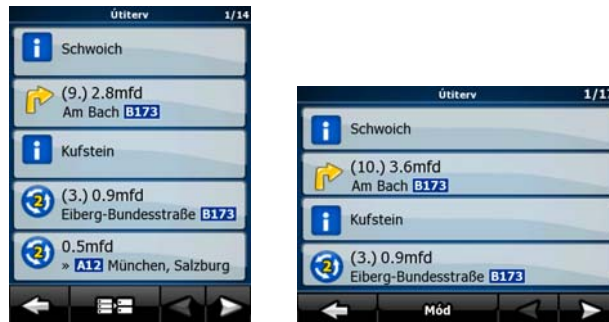 Útiterv 1/14
Schwoich
(9.) 2.8mfd
Am Bach B173
Kufstein
(3.) 0.9mfd
Eiberg-Bundesstraße B173
0.5mfd
» A12 München, Salzburg
Útiterv
Schwoich
(10.) 3.6mfd
Am Bach B173
Kufstein
(3.) 0.9mfd
Eiberg-Bundesstraße B173
Mód